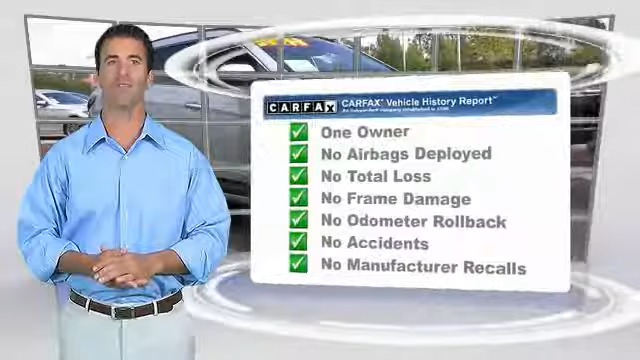 CARFAX CARFAX® Vehicle History Report™
One Owner
No Airbags Deployed
No Total Loss
No Frame Damage
No Odometer Rollback
No Accidents
No Manufacturer Recalls